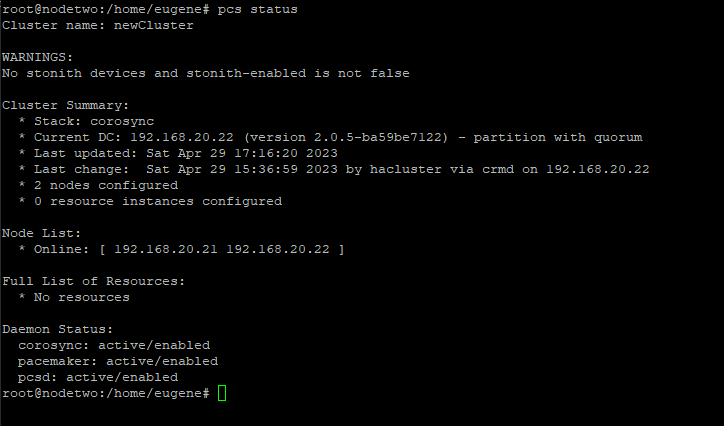 root@nodetwo:/home/eugene# pcs status
Cluster name: newCluster

WARNINGS:
No stonith devices and stonith-enabled is not false

Cluster Summary:
  * Stack: corosync
  * Current DC: 192.168.20.22 (version 2.0.5-ba59be7122) - partition with quorum
  * Last updated: Sat Apr 29 17:16:20 2023
  * Last change:  Sat Apr 29 15:36:59 2023 by hacluster via crmd on 192.168.20.22
  * 2 nodes configured
  * 0 resource instances configured

Node List:
  * Online: [ 192.168.20.21 192.168.20.22 ]

Full List of Resources:
  * No resources

Daemon Status:
  corosync: active/enabled
  pacemaker: active/enabled
  pcsd: active/enabled
root@nodetwo:/home/eugene#